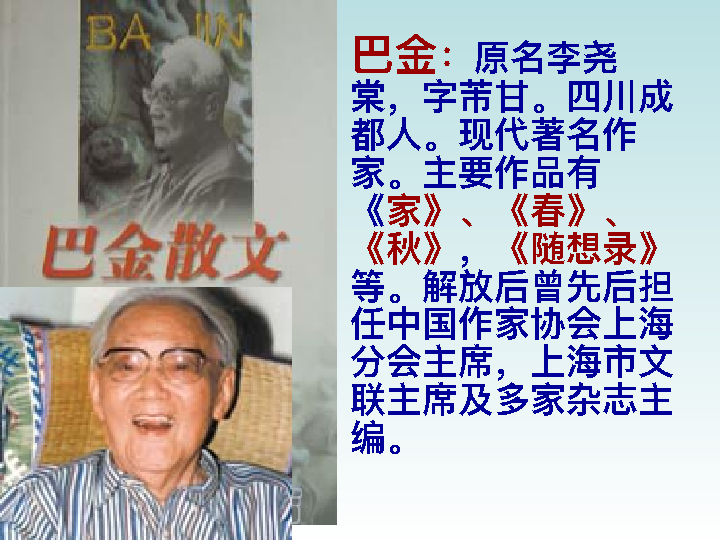 BA JIN
巴金散文
巴金：原名李尧
棠，字芾甘。四川成
都人。现代著名作
家。主要作品有
《家》、《春》、
《秋》，《随想录》
等。解放后曾先后担
任中国作家协会上海
分会主席，上海市文
联主席及多家杂志主
编。